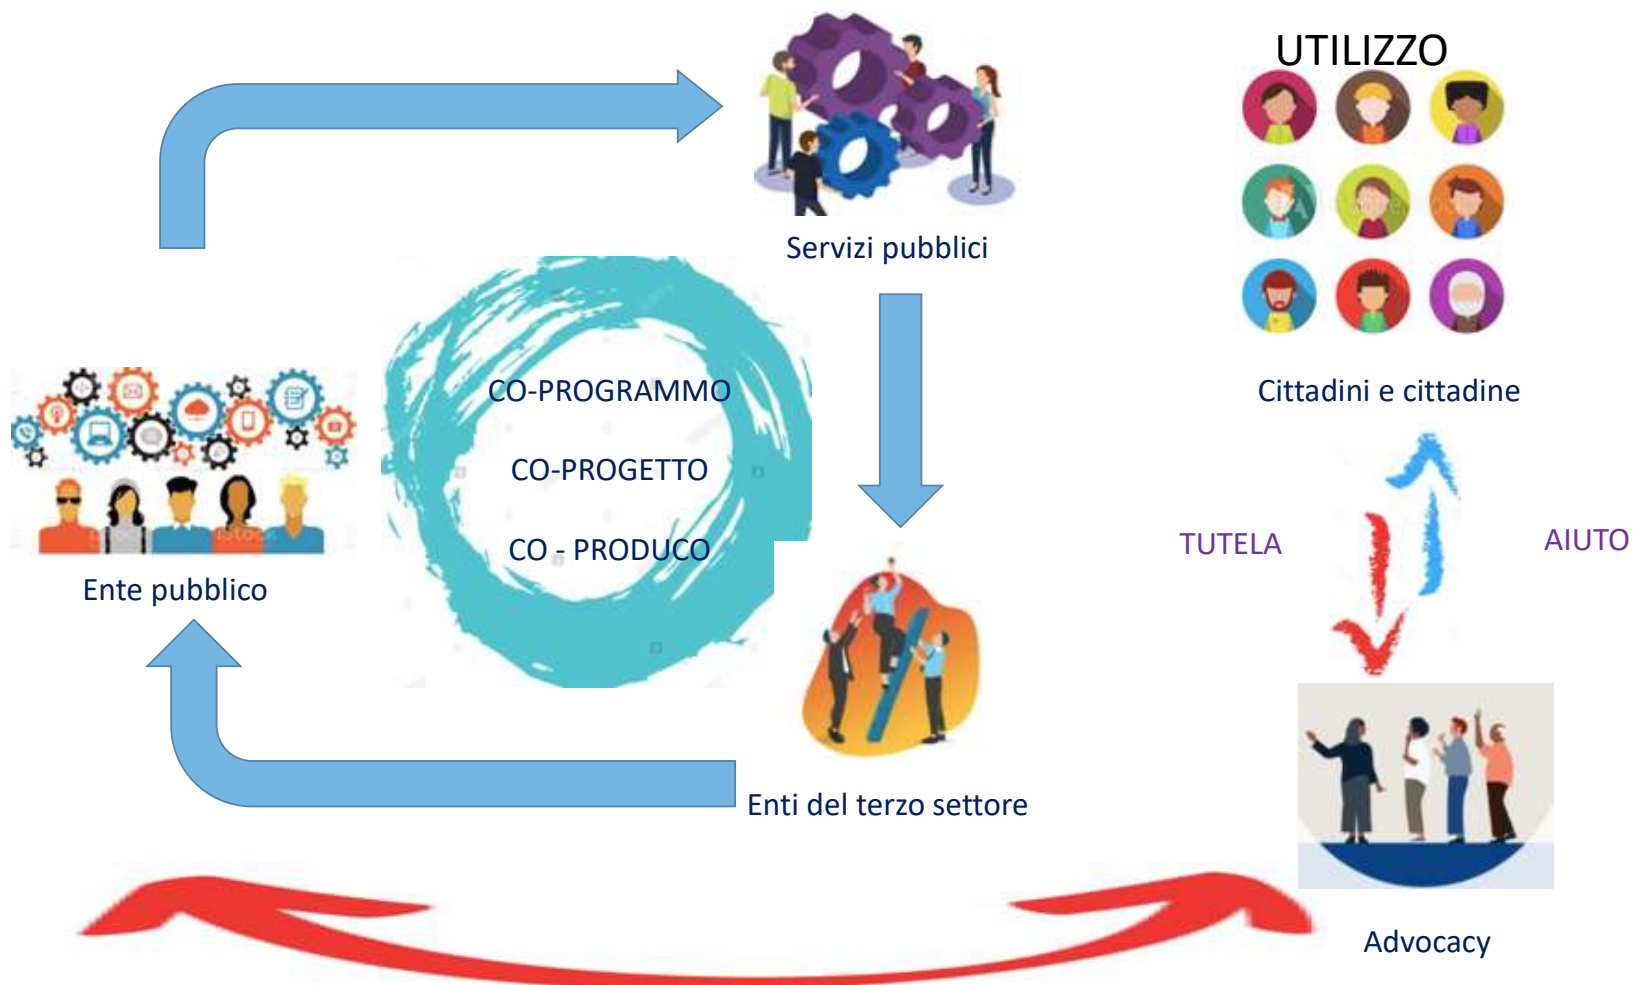 UTILIZZO
Servizi pubblici
CO-PROGRAMMO
CO-PROGETTO
CO - PRODUCO
Ente pubblico
Enti del terzo settore
Cittadini e cittadine
TUTELA
AIUTO
Advocacy